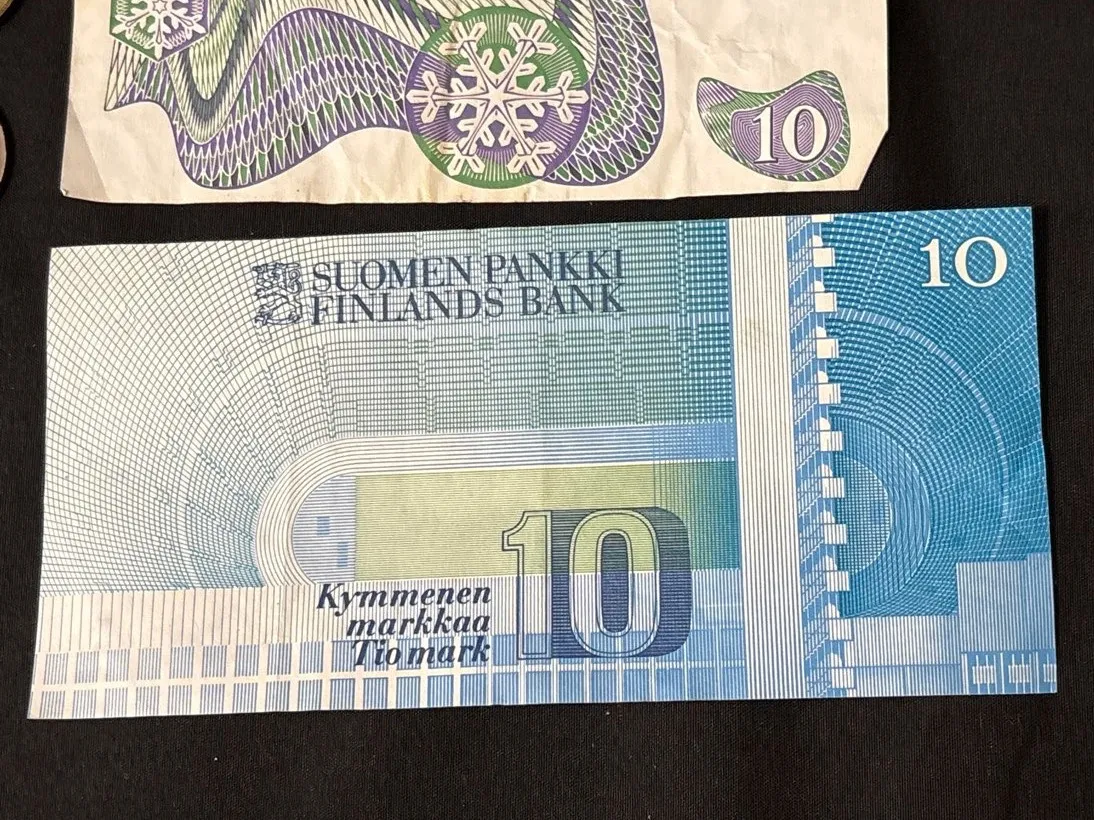 10
SUOMEN PANKKI
FINLANDS BANK
10
Kymmenen
markkaa
Tio mark
10